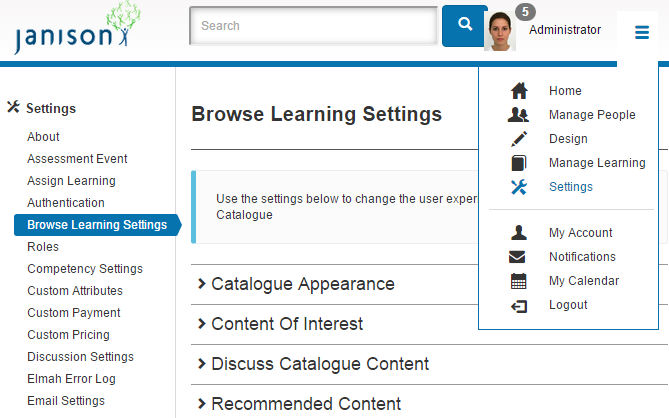 janison
Search
5
Administrator
Settings
About
Assessment Event
Assign Learning
Authentication
Browse Learning Settings
Roles
Competency Settings
Custom Attributes
Custom Payment
Custom Pricing
Discussion Settings
Elmah Error Log
Email Settings
Browse Learning Settings
Use the settings below to change the user exper
Catalogue
Catalogue Appearance
Content Of Interest
Discuss Catalogue Content
Recommended Content
Home
Manage People
Design
Manage Learning
Settings
My Account
Notifications
My Calendar
Logout